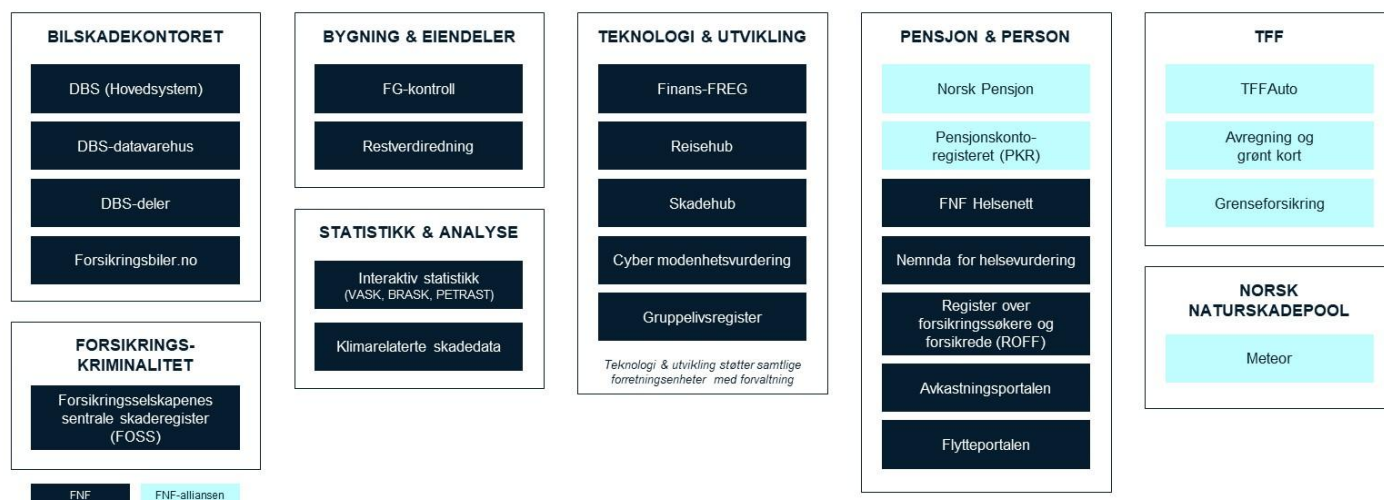 BILSKADEKONTORET
DBS (Hovedsystem)
DBS-datavarehus
DBS-deler
Forsikringsbiler.no
FORSIKRINGS-
KRIMINALITET
Forsikringsselskapenes
sentrale skaderegister
(FOSS)
BYGNING & EIENDELER
FG-kontroll
Restverdiredning
STATISTIKK & ANALYSE
Interaktiv statistikk
(VASK, BRASK, PETRAST)
Klimarelaterte skadedata
TEKNOLOGI & UTVIKLING
Finans-FREG
Reisehub
Skadehub
Cyber modenhetsvurdering
Gruppelivsregister
Teknologi & utvikling støtter samtlige
forretningsenheter med forvaltning
PENSJON & PERSON
Norsk Pensjon
Pensjonskonto-
registeret (PKR)
FNF Helsenett
Nemnda for helsevurdering
Register over
forsikringssøkere og
forsikrede (ROFF)
Avkastningsportalen
Flytteportalen
TFF
TFFAuto
Avregning og
grønt kort
Grenseforsikring
NORSK
NATURSKADEPOOL
Meteor
FNF
FNF-alliansen